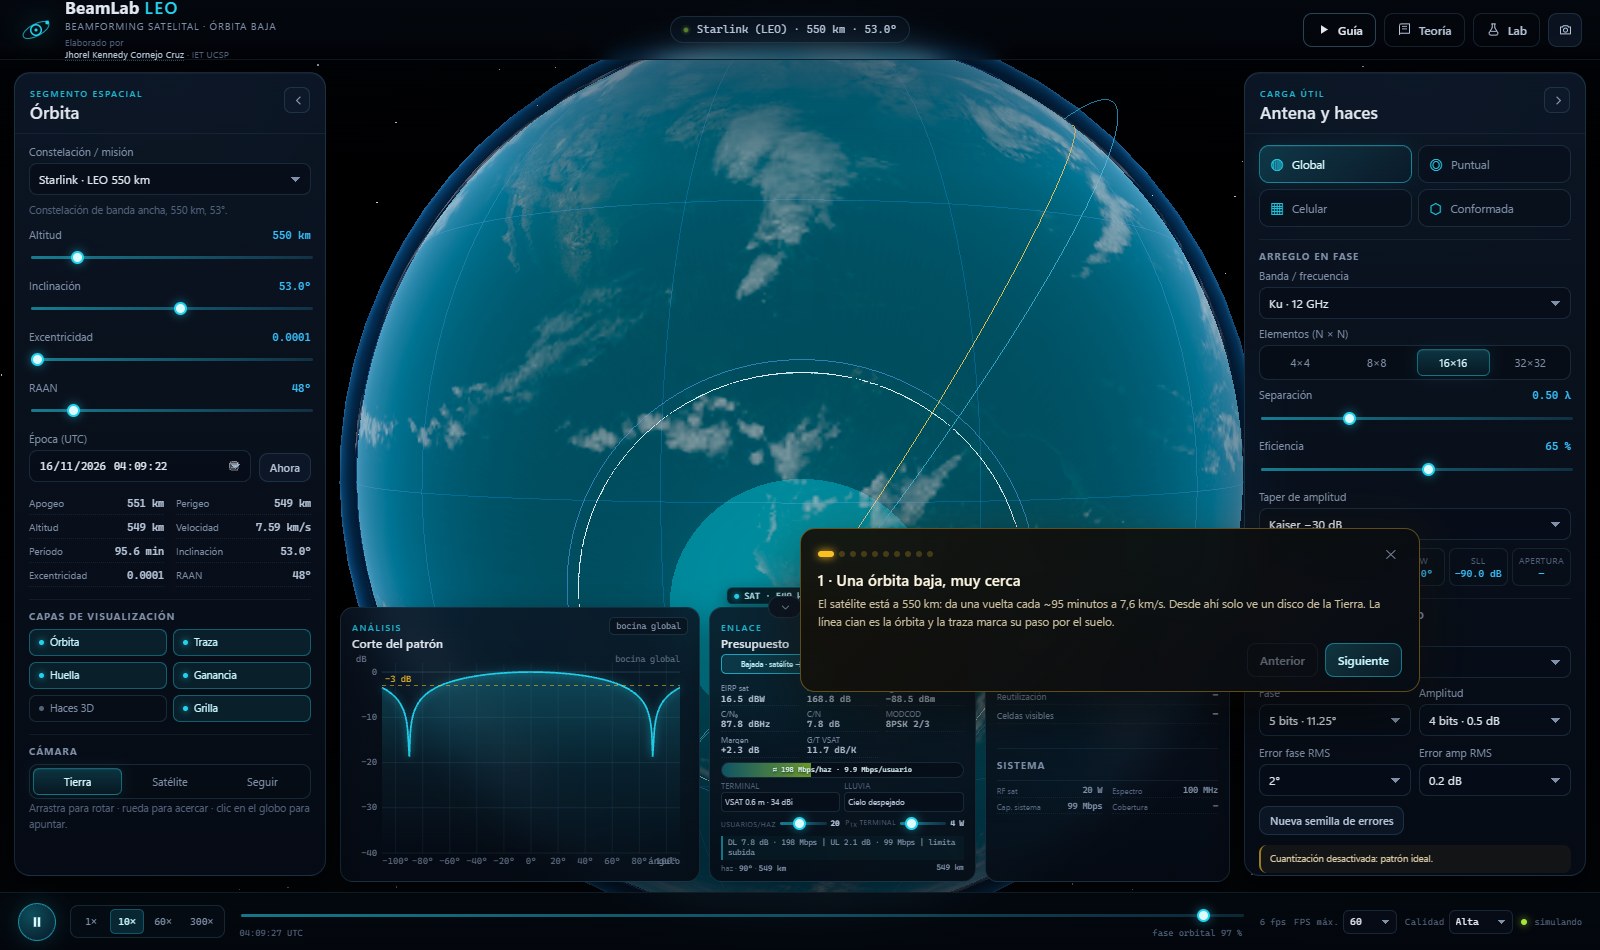 BeamLab LEO
BEAMFORMING SATELITAL · ÓRBITA BAJA
Elaborado por
Jhorel Kennedy Cornejo Cruz · IET UCSP
Starlink (LEO) · 550 km · 53.0°
Guía
Teoría
Lab
SEGMENTO ESPACIAL
Órbita
Constelación / misión
Starlink · LEO 550 km
Constelación de banda ancha, 550 km, 53°.
Altitud 550 km
Inclinación 53.0°
Excentricidad 0.0001
RAAN 48°
Época (UTC)
16/11/2026 04:09:22
Ahora
Apogeo 551 km Perigeo 549 km
Altitud 549 km Velocidad 7.59 km/s
Periodo 95.6 min Inclinación 53.0°
Excentricidad 0.0001 RAAN 48°
CAPAS DE VISUALIZACIÓN
Órbita Traza
Huella Ganancia
Haces 3D Grilla
CÁMARA
Tierra Satélite Seguir
Arrastra para rotar · rueda para acercar · clic en el globo para
apuntar.
SAT · 549 k
ANÁLISIS
Corte del patrón
bocina global
dB
bocina global
−3 dB
0
−10
−20
−30
−40
−100° −80° −60° −40° −20° 0° 20° 40° 60° 80° 100°
ángulo
ENLACE
Presupuesto
Bajada · satélite →
EIRP sat
16.5 dBW 168.8 dB −88.5 dBm
C/N₀ C/N MODCOD
87.8 dBHz 7.8 dB 8PSK 2/3
Margen G/T VSAT
+2.3 dB 11.7 dB/K
≈ 198 Mbps/haz · 9.9 Mbps/usuario
TERMINAL LLUVIA
VSAT 0.6 m · 34 dBi Cielo despejado
USUARIOS/HAZ 20 PTX TERMINAL 4 W
DL 7.8 dB · 198 Mbps | UL 2.1 dB · 99 Mbps | limita
subida
haz · 90° · 549 km 549 km
Reutilización –
Celdas visibles –
SISTEMA
RF sat 20 W Espectro 100 MHz
Cap. sistema 99 Mbps Cobertura –
1 · Una órbita baja, muy cerca
El satélite está a 550 km: da una vuelta cada ~95 minutos a 7,6 km/s. Desde ahí solo ve un disco de la Tierra. La
línea cian es la órbita y la traza marca su paso por el suelo.
Anterior
Siguiente
CARGA ÚTIL
Antena y haces
Global Puntual
Celular Conformada
ARREGLO EN FASE
Banda / frecuencia
Ku · 12 GHz
Elementos (N × N)
4×4 8×8 16×16 32×32
Separación 0.50 λ
Eficiencia 65 %
Taper de amplitud
Kaiser −30 dB
W SLL APERTURA
0° −90.0 dB –
Fase Amplitud
5 bits · 11.25° 4 bits · 0.5 dB
Error fase RMS Error amp RMS
2° 0.2 dB
Nueva semilla de errores
Cuantización desactivada: patrón ideal.
1× 10× 60× 300×
04:09:27 UTC
fase orbital 97 %
6 fps FPS máx. 60 Calidad Alta simulando